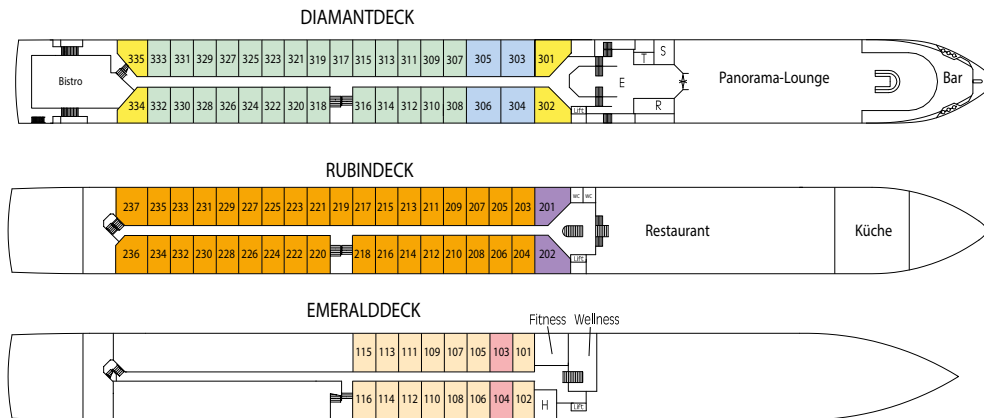 DIAMANTDECK
335 333 331 329 327 325 323 321 319 317 315 313 311 309 307 305 303 301 T S
Bistro E Panorama-Lounge Bar
334 332 330 328 326 324 322 320 318 316 314 312 310 308 306 304 302 Lift R
RUBINDECK
237 235 233 231 229 227 225 223 221 219 217 215 213 211 209 207 205 203 201 WC WC
Restaurant Küche
236 234 232 230 228 226 224 222 220 218 216 214 212 210 208 206 204 202 Lift
EMERALDDECK
Fitness Wellness
115 113 111 109 107 105 103 101
116 114 112 110 108 106 104 102 H Lift